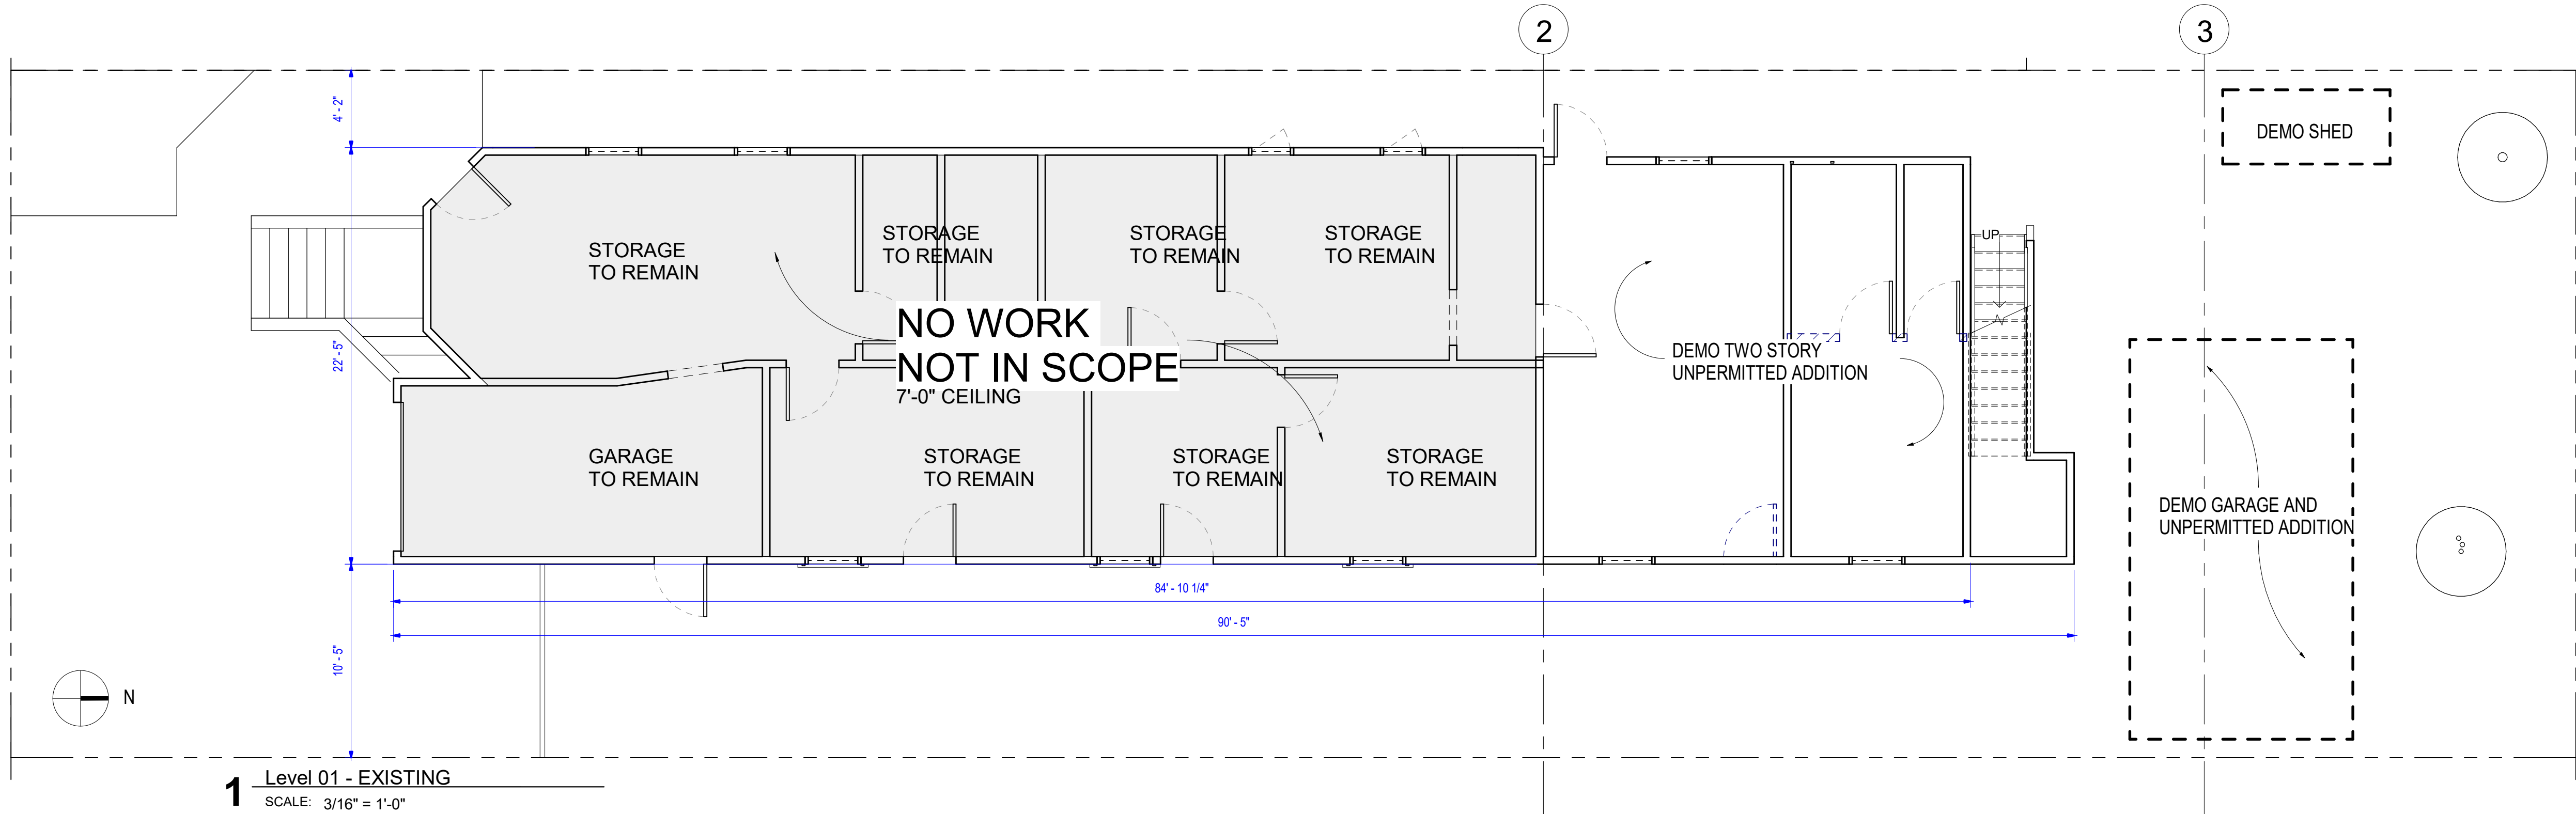 2
3
4' - 2"
DEMO SHED
STORAGE
TO REMAIN
STORAGE
TO REMAIN
STORAGE
TO REMAIN
STORAGE
TO REMAIN
UP
NO WORK
NOT IN SCOPE
7'-0" CEILING
22' - 5"
DEMO TWO STORY
UNPERMITTED ADDITION
GARAGE
TO REMAIN
STORAGE
TO REMAIN
STORAGE
TO REMAIN
STORAGE
TO REMAIN
DEMO GARAGE AND
UNPERMITTED ADDITION
84' - 10 1/4"
90' - 5"
10' - 5"
N
1 Level 01 - EXISTING
SCALE: 3/16" = 1'-0"